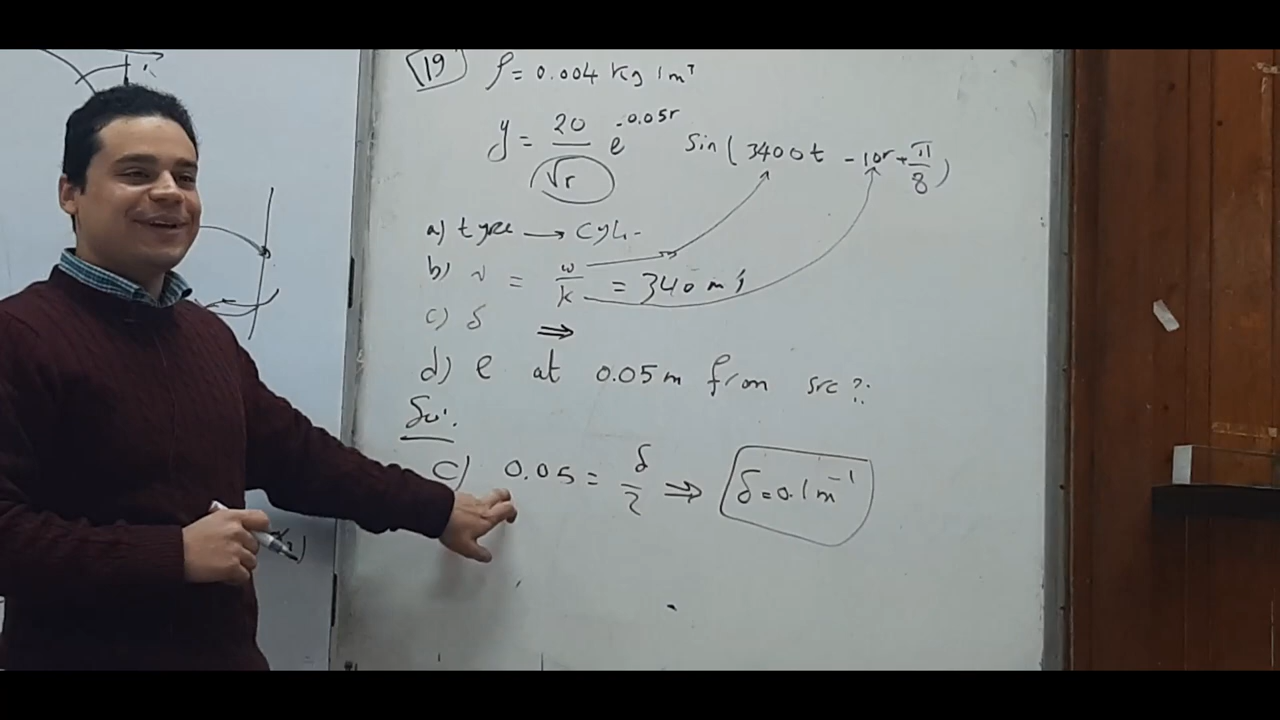 19 ρ = 0.004 kg/m³
y = 20/√r e^-0.05r sin(3400t - 10r + π/8)
a) type → cyl.
b) v = ω/k = 340 m/s
c) δ ⇒
d) e at 0.05m from src ?:
Sol.
c) 0.05 = δ/2 ⇒ δ = 0.1 m⁻¹